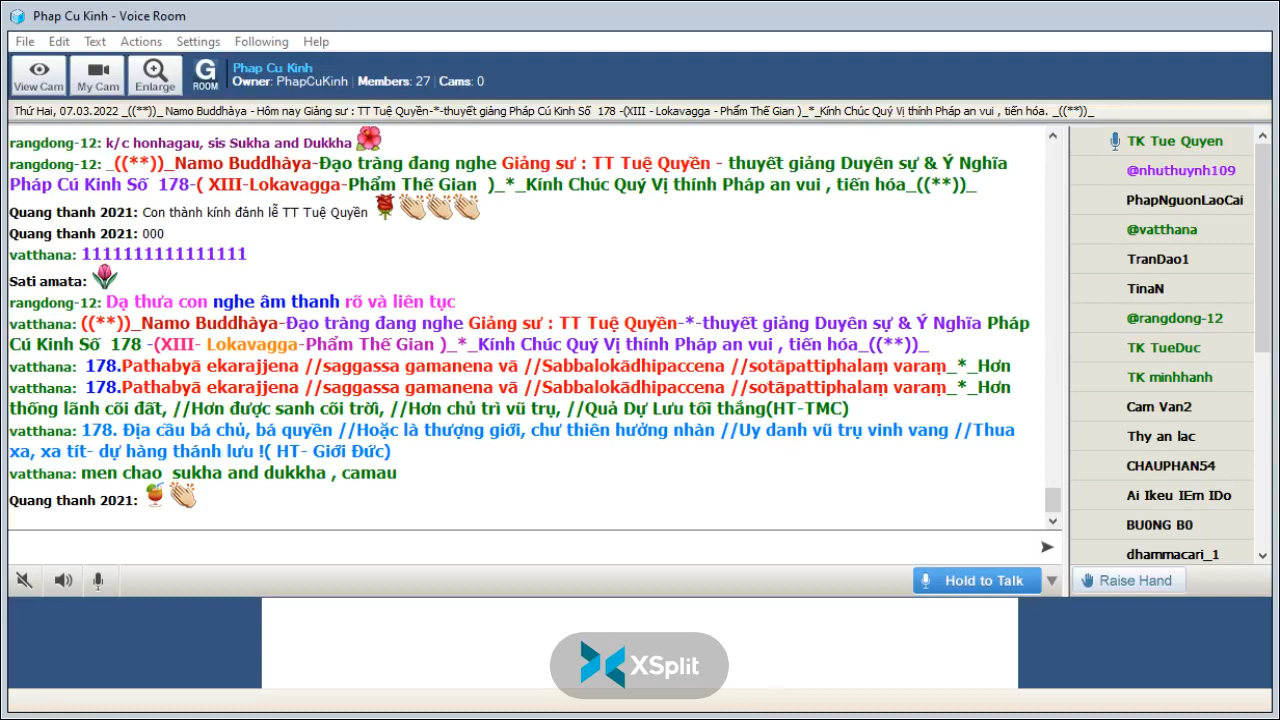 Phap Cu Kinh - Voice Room
File Edit Text Actions Settings Following Help
View Cam My Cam Enlarge G ROOM Phap Cu Kinh
Owner: PhapCuKinh | Members: 27 | Cams: 0
Thứ Hai, 07.03.2022 _((**))_ Namo Buddhàya - Hôm nay Giảng sư : TT Tuệ Quyền-*-thuyết giảng Pháp Cú Kinh Số 178 -(XIII - Lokavagga - Phẩm Thế Gian )_*_Kính Chúc Quý Vị thính Pháp an vui , tiến hóa. _((**))_
rangdong-12: k/c honhagau, sis Sukha and Dukkha
rangdong-12: _((**))_Namo Buddhàya-Đạo tràng đang nghe Giảng sư : TT Tuệ Quyền - thuyết giảng Duyên sự & Ý Nghĩa
Pháp Cú Kinh Số 178-( XIII-Lokavagga-Phẩm Thế Gian )_*_Kính Chúc Quý Vị thính Pháp an vui , tiến hóa_((**))_
Quang thanh 2021: Con thành kính đảnh lễ TT Tuệ Quyền
Quang thanh 2021: 000
vatthana: 1111111111111111
Sati amata:
rangdong-12: Dạ thưa con nghe âm thanh rõ và liên tục
vatthana: ((**))_Namo Buddhàya-Đạo tràng đang nghe Giảng sư : TT Tuệ Quyền-*-thuyết giảng Duyên sự & Ý Nghĩa Pháp
Cú Kinh Số 178 -(XIII- Lokavagga-Phẩm Thế Gian )_*_Kính Chúc Quý Vị thính Pháp an vui , tiến hóa_((**))_
vatthana: 178.Pathabyā ekarajjena //saggassa gamanena vā //Sabbalokādhipaccena //sotāpattiphalaṃ varaṃ_*_Hơn
vatthana: 178.Pathabyā ekarajjena //saggassa gamanena vā //Sabbalokādhipaccena //sotāpattiphalaṃ varaṃ_*_Hơn
thống lãnh cõi đất, //Hơn được sanh cõi trời, //Hơn chủ trì vũ trụ, //Quả Dự Lưu tối thắng(HT-TMC)
vatthana: 178. Địa cầu bá chủ, bá quyền //Hoặc là thượng giới, chư thiên hưởng nhàn //Uy danh vũ trụ vinh vang //Thua
xa, xa tít- dự hàng thánh lưu !( HT- Giới Đức)
vatthana: men chao sukha and dukkha , camau
Quang thanh 2021:
Hold to Talk
TK Tue Quyen
@nhuthuynh109
PhapNguonLaoCai
@vatthana
TranDao1
TinaN
@rangdong-12
TK TueDuc
TK minhhanh
Cam Van2
Thy an lac
CHAUPHAN54
Ai Ikeu IEm IDo
BU0NG B0
dhammacari_1
Raise Hand
XSplit